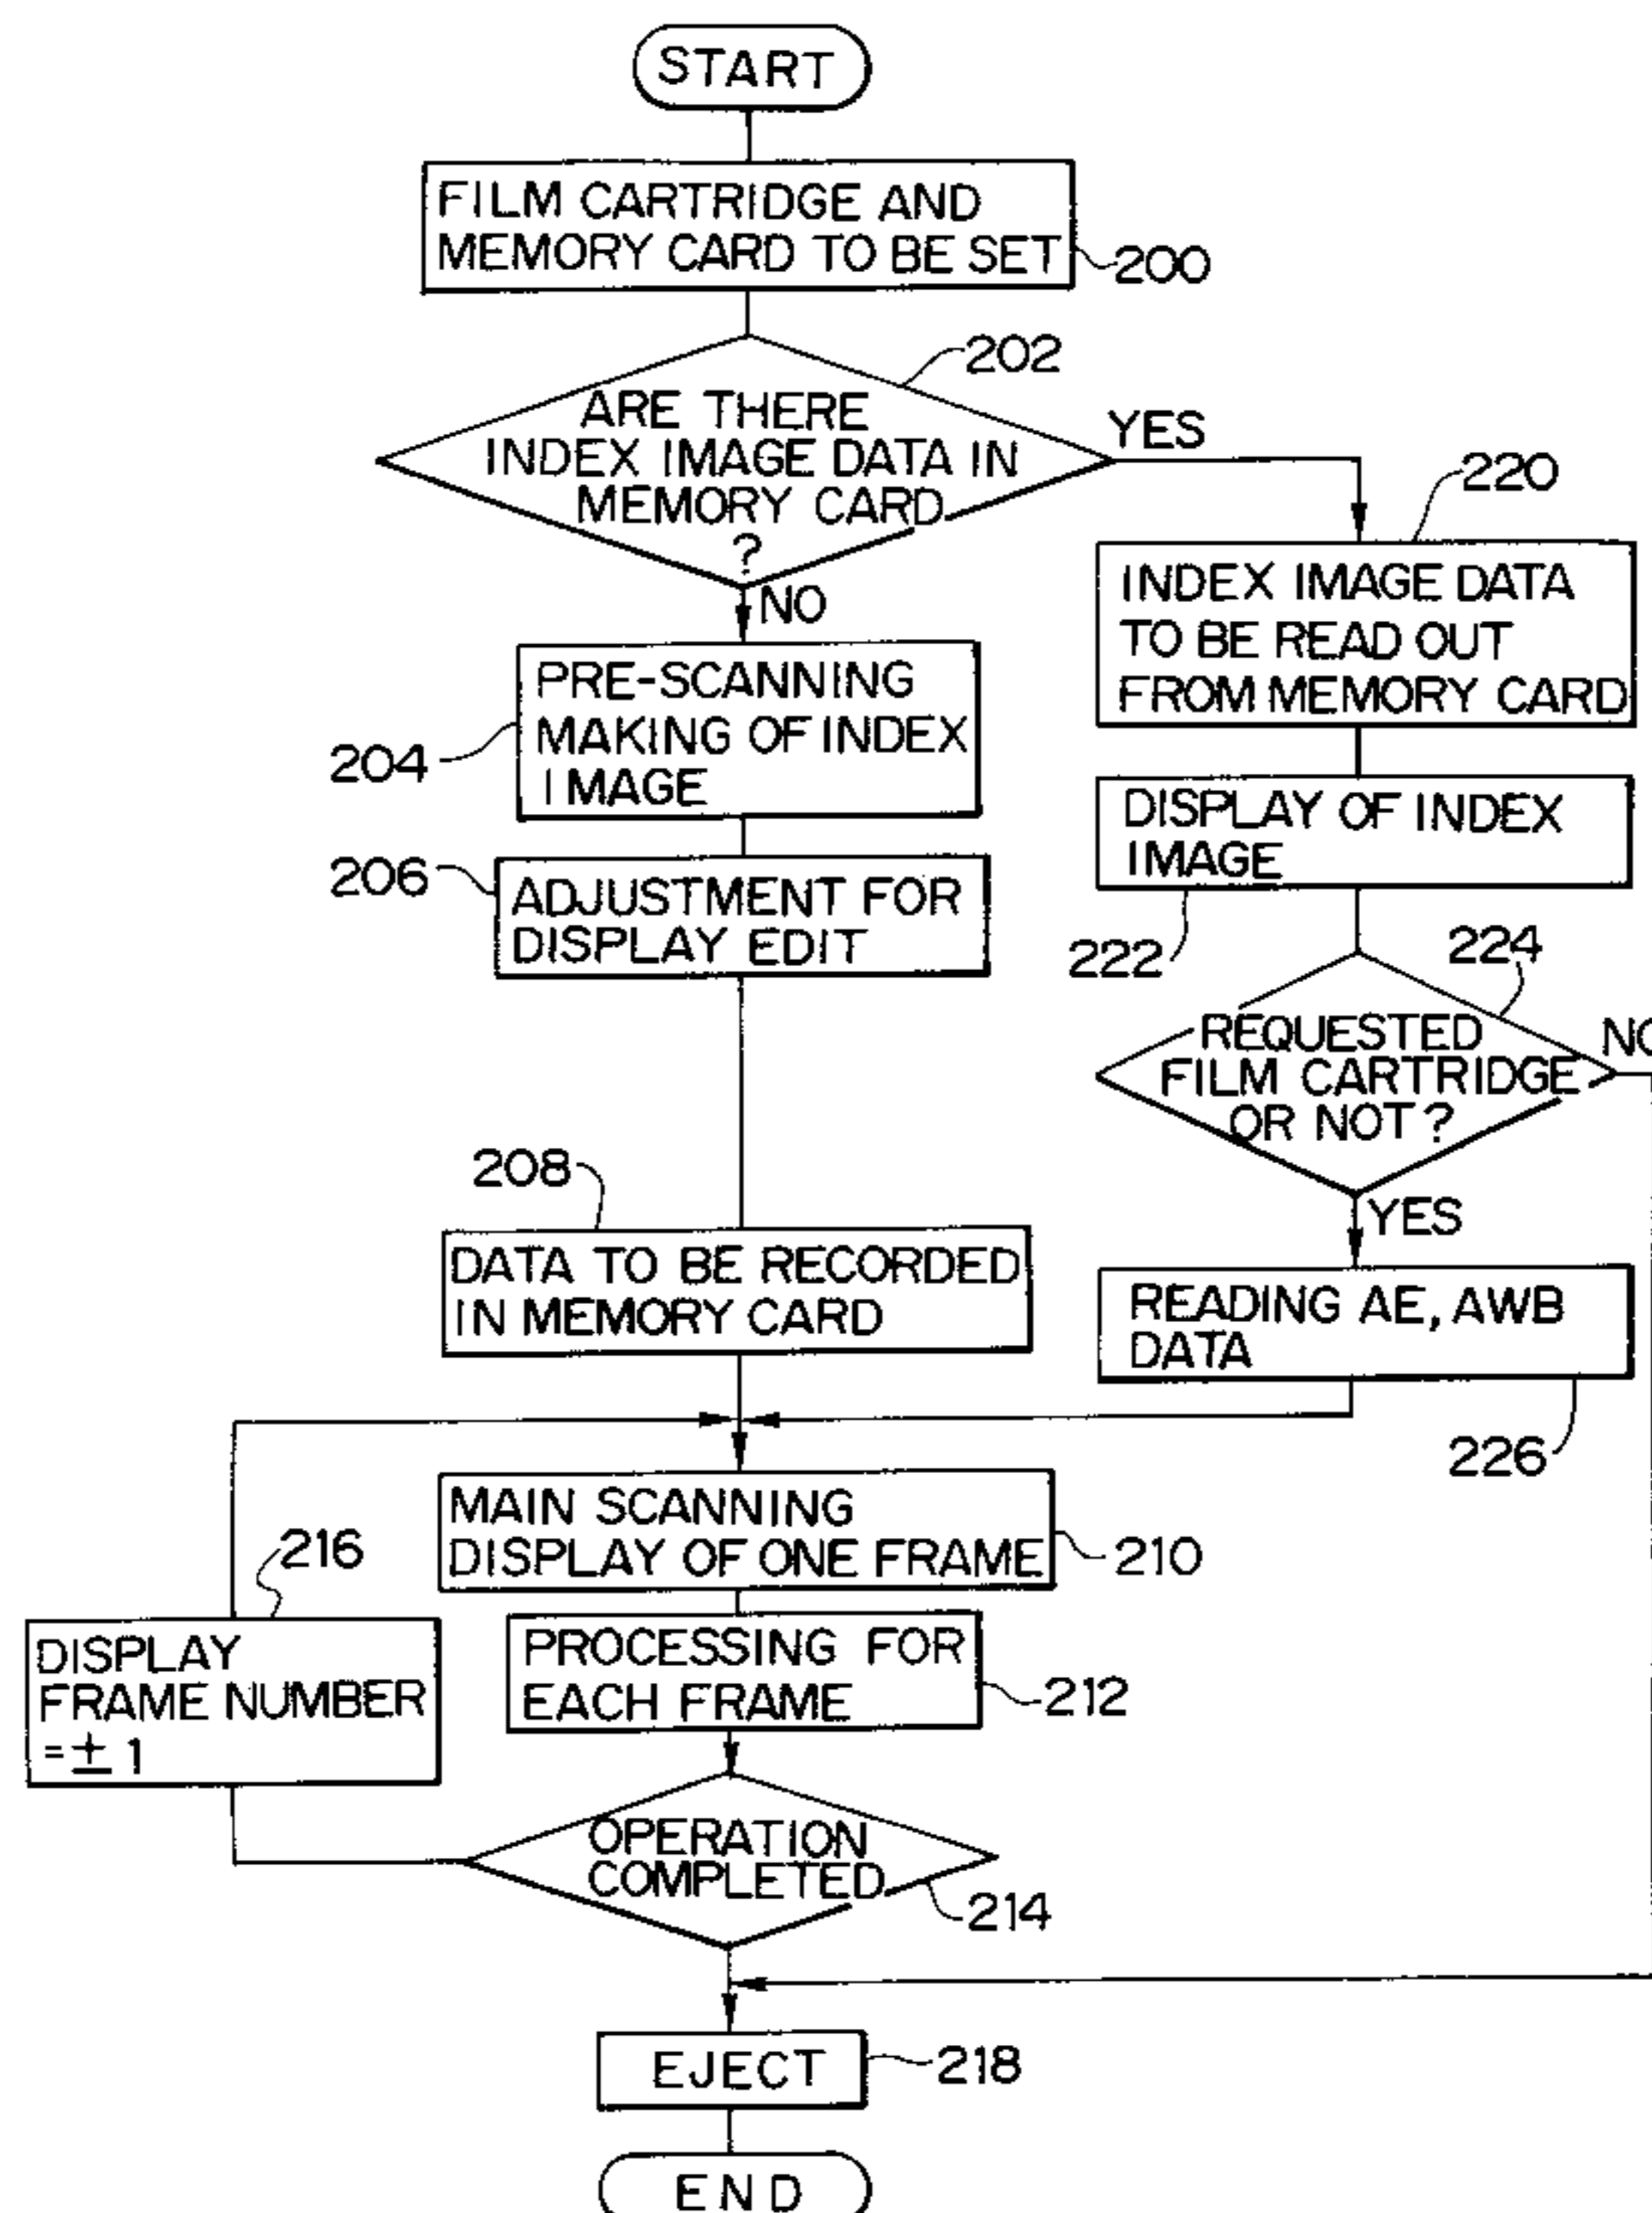 START
FILM CARTRIDGE AND
MEMORY CARD TO BE SET
200
202
ARE THERE
INDEX IMAGE DATA IN
MEMORY CARD
?
YES
NO
220
INDEX IMAGE DATA
TO BE READ OUT
FROM MEMORY CARD
PRE-SCANNING
MAKING OF INDEX
IMAGE
204
DISPLAY OF INDEX
IMAGE
222
206
ADJUSTMENT FOR
DISPLAY EDIT
224
REQUESTED
FILM CARTRIDGE
OR NOT?
NO
YES
208
DATA TO BE RECORDED
IN MEMORY CARD
READING AE, AWB
DATA
226
MAIN SCANNING
DISPLAY OF ONE FRAME
210
216
DISPLAY
FRAME NUMBER
=± 1
PROCESSING FOR
EACH FRAME
212
OPERATION
COMPLETED
214
EJECT
218
END